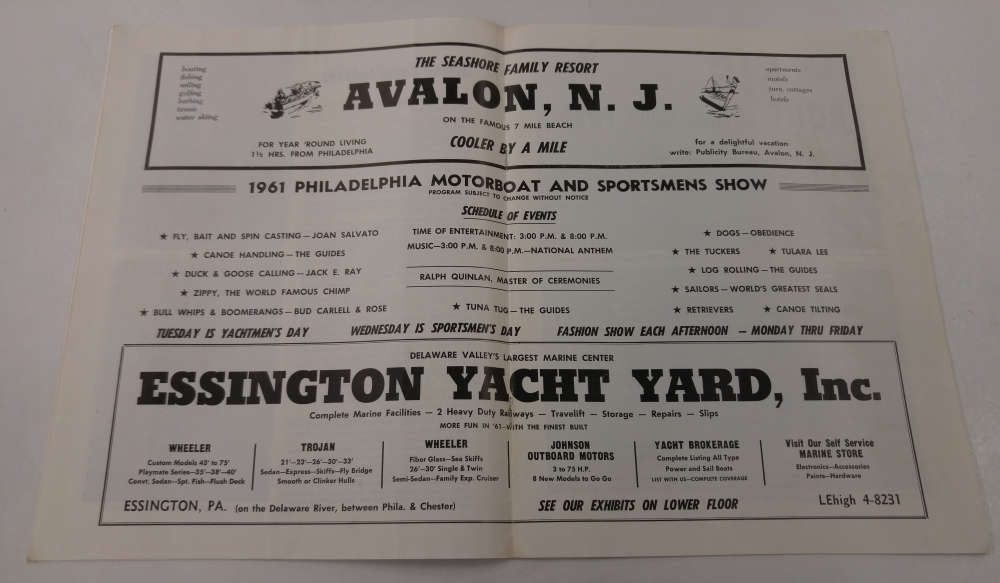 THE SEASHORE FAMILY RESORT
AVALON, N. J.
ON THE FAMOUS 7 MILE BEACH
COOLER BY A MILE
boating
fishing
sailing
golfing
bathing
tennis
water skiing
FOR YEAR 'ROUND LIVING
1½ HRS. FROM PHILADELPHIA
apartments
motels
furn. cottages
hotels
for a delightful vacation
write: Publicity Bureau, Avalon, N. J.
1961 PHILADELPHIA MOTORBOAT AND SPORTSMENS SHOW
PROGRAM SUBJECT TO CHANGE WITHOUT NOTICE
SCHEDULE OF EVENTS
★ FLY, BAIT AND SPIN CASTING — JOAN SALVATO
★ CANOE HANDLING — THE GUIDES
★ DUCK & GOOSE CALLING — JACK E. RAY
★ ZIPPY, THE WORLD FAMOUS CHIMP
★ BULL WHIPS & BOOMERANGS — BUD CARLELL & ROSE
TIME OF ENTERTAINMENT: 3:00 P.M. & 8:00 P.M.
MUSIC—3:00 P.M. & 8:00 P.M.—NATIONAL ANTHEM
RALPH QUINLAN, MASTER OF CEREMONIES
★ TUNA TUG — THE GUIDES
★ DOGS — OBEDIENCE
★ THE TUCKERS ★ TULARA LEE
★ LOG ROLLING — THE GUIDES
★ SAILORS — WORLD'S GREATEST SEALS
★ RETRIEVERS ★ CANOE TILTING
TUESDAY IS YACHTMEN'S DAY WEDNESDAY IS SPORTSMEN'S DAY FASHION SHOW EACH AFTERNOON — MONDAY THRU FRIDAY
DELAWARE VALLEY'S LARGEST MARINE CENTER
ESSINGTON YACHT YARD, Inc.
Complete Marine Facilities — 2 Heavy Duty Railways — Travelift — Storage — Repairs — Slips
MORE FUN IN '61—WITH THE FINEST BUILT
WHEELER
Custom Models 43' to 75'
Playmate Series—35'—38'—40'
Convt. Sedan—Spt. Fish—Flush Deck
TROJAN
21'—23'—26'—30'—33'
Sedan—Express—Skiffs—Fly Bridge
Smooth or Clinker Hulls
WHEELER
Fibor Glass—Sea Skiffs
26'—30' Single & Twin
Semi-Sedan—Family Exp. Cruiser
JOHNSON
OUTBOARD MOTORS
3 to 75 H.P.
8 New Models to Go Go
YACHT BROKERAGE
Complete Listing All Type
Power and Sail Boats
LIST WITH US—COMPLETE COVERAGE
Visit Our Self Service
MARINE STORE
Electronics—Accessories
Paints—Hardware
ESSINGTON, PA. (on the Delaware River, between Phila. & Chester)
SEE OUR EXHIBITS ON LOWER FLOOR
LEhigh 4-8231